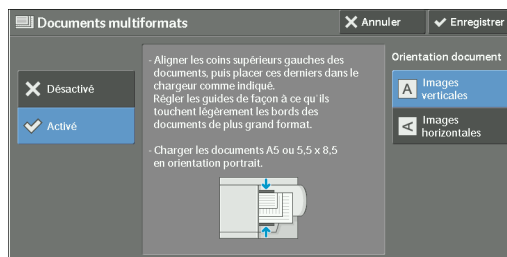 Documents multiformats
Annuler
Enregistrer
Désactivé
Activé
- Aligner les coins supérieurs gauches des
documents, puis placer ces derniers dans le
chargeur comme indiqué.
Régler les guides de façon à ce qu'ils
touchent légèrement les bords des
documents de plus grand format.
- Charger les documents A5 ou 5,5 x 8,5
en orientation portrait.
Orientation document
A
Images
verticales
A
Images
horizontales